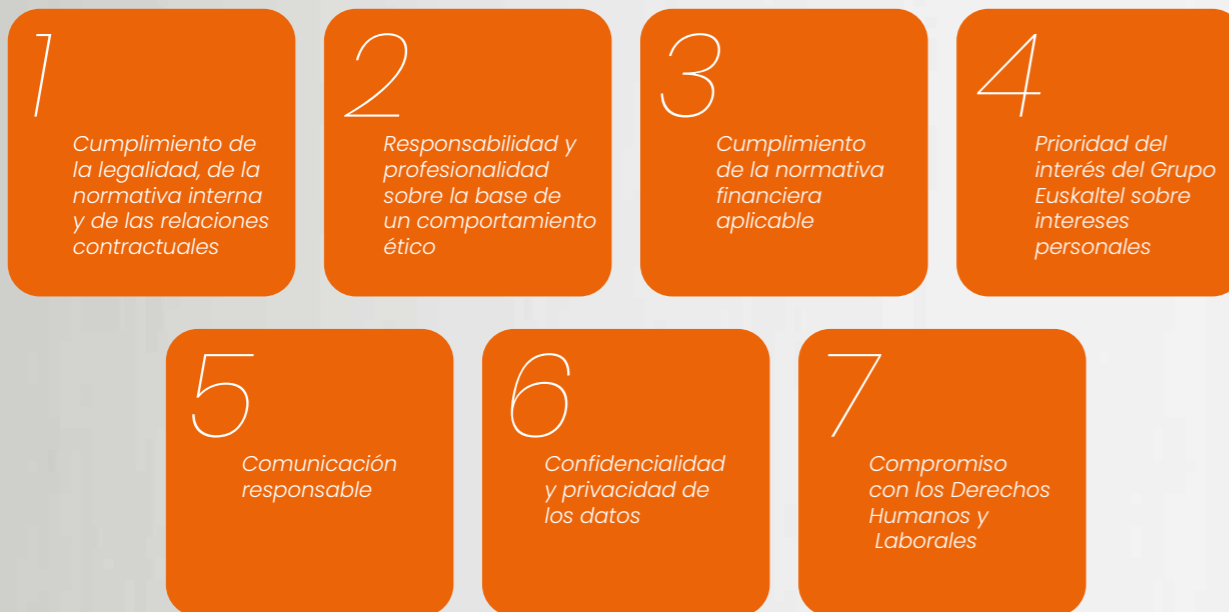 1
Cumplimiento de
la legalidad, de la
normativa interna
y de las relaciones
contractuales
2
Responsabilidad y
profesionalidad
sobre la base de
un comportamiento
ético
3
Cumplimiento
de la normativa
financiera
aplicable
4
Prioridad del
interés del Grupo
Euskaltel sobre
intereses
personales
5
Comunicación
responsable
6
Confidencialidad
y privacidad de
los datos
7
Compromiso
con los Derechos
Humanos y
Laborales